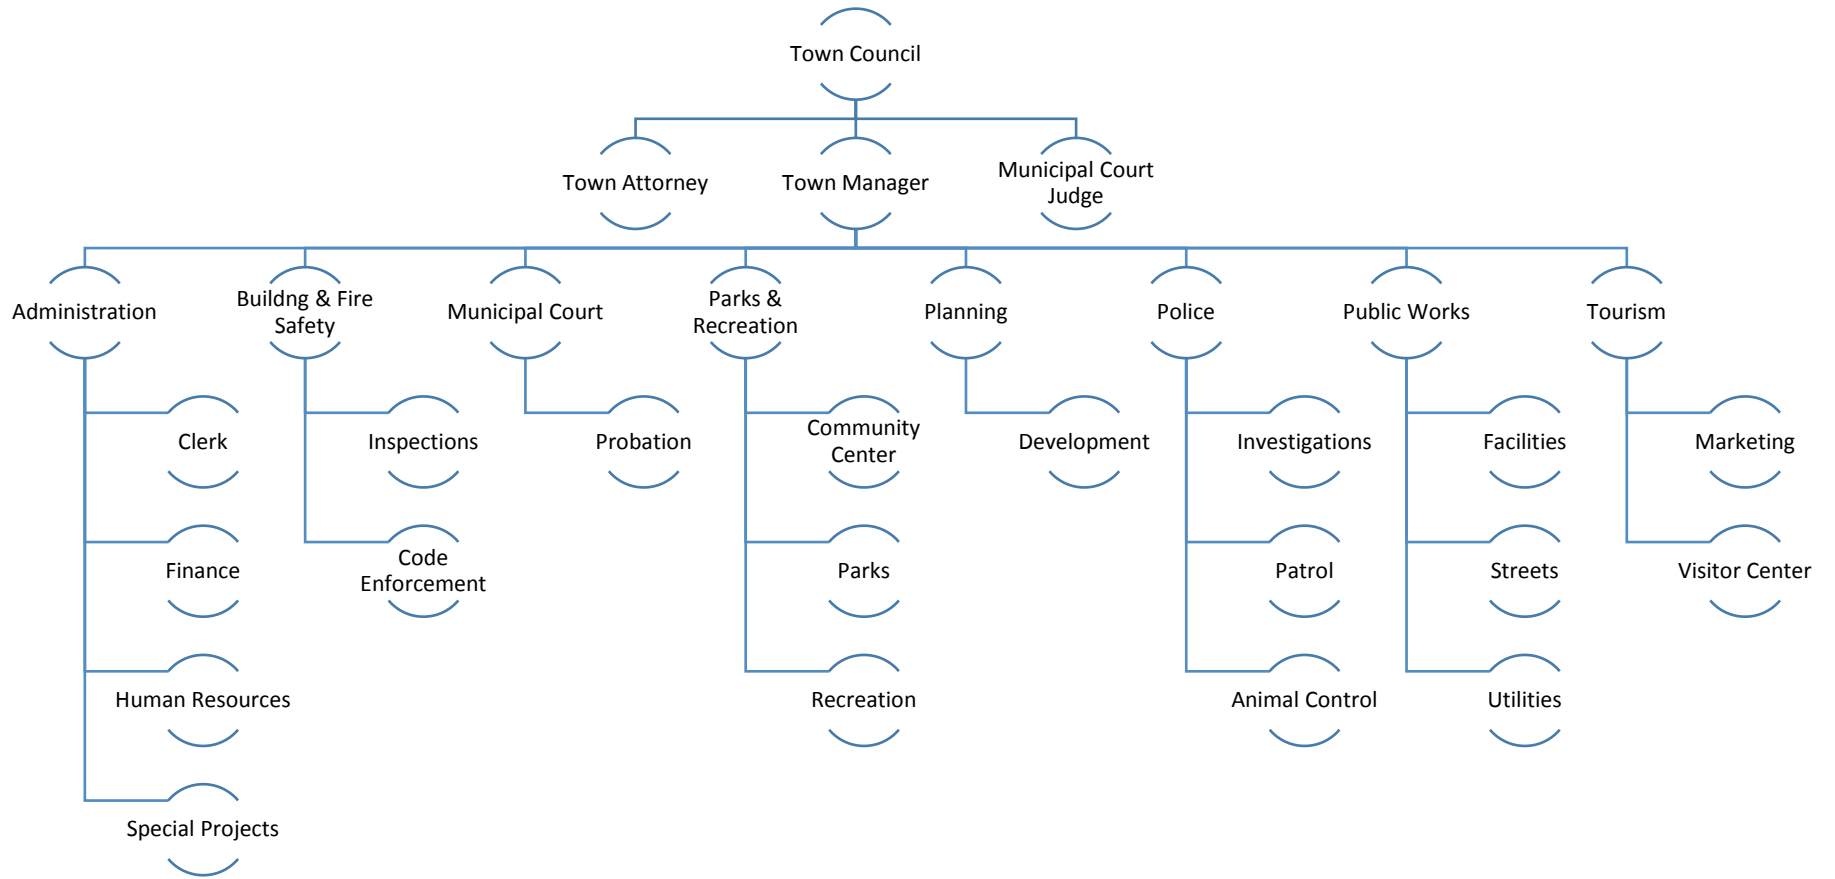 Town Council
Town Attorney
Town Manager
Municipal Court
Judge
Administration
Buildng & Fire
Safety
Municipal Court
Parks &
Recreation
Planning
Police
Public Works
Tourism
Clerk
Inspections
Probation
Community
Center
Development
Investigations
Facilities
Marketing
Finance
Code
Enforcement
Parks
Patrol
Streets
Visitor Center
Human Resources
Recreation
Animal Control
Utilities
Special Projects